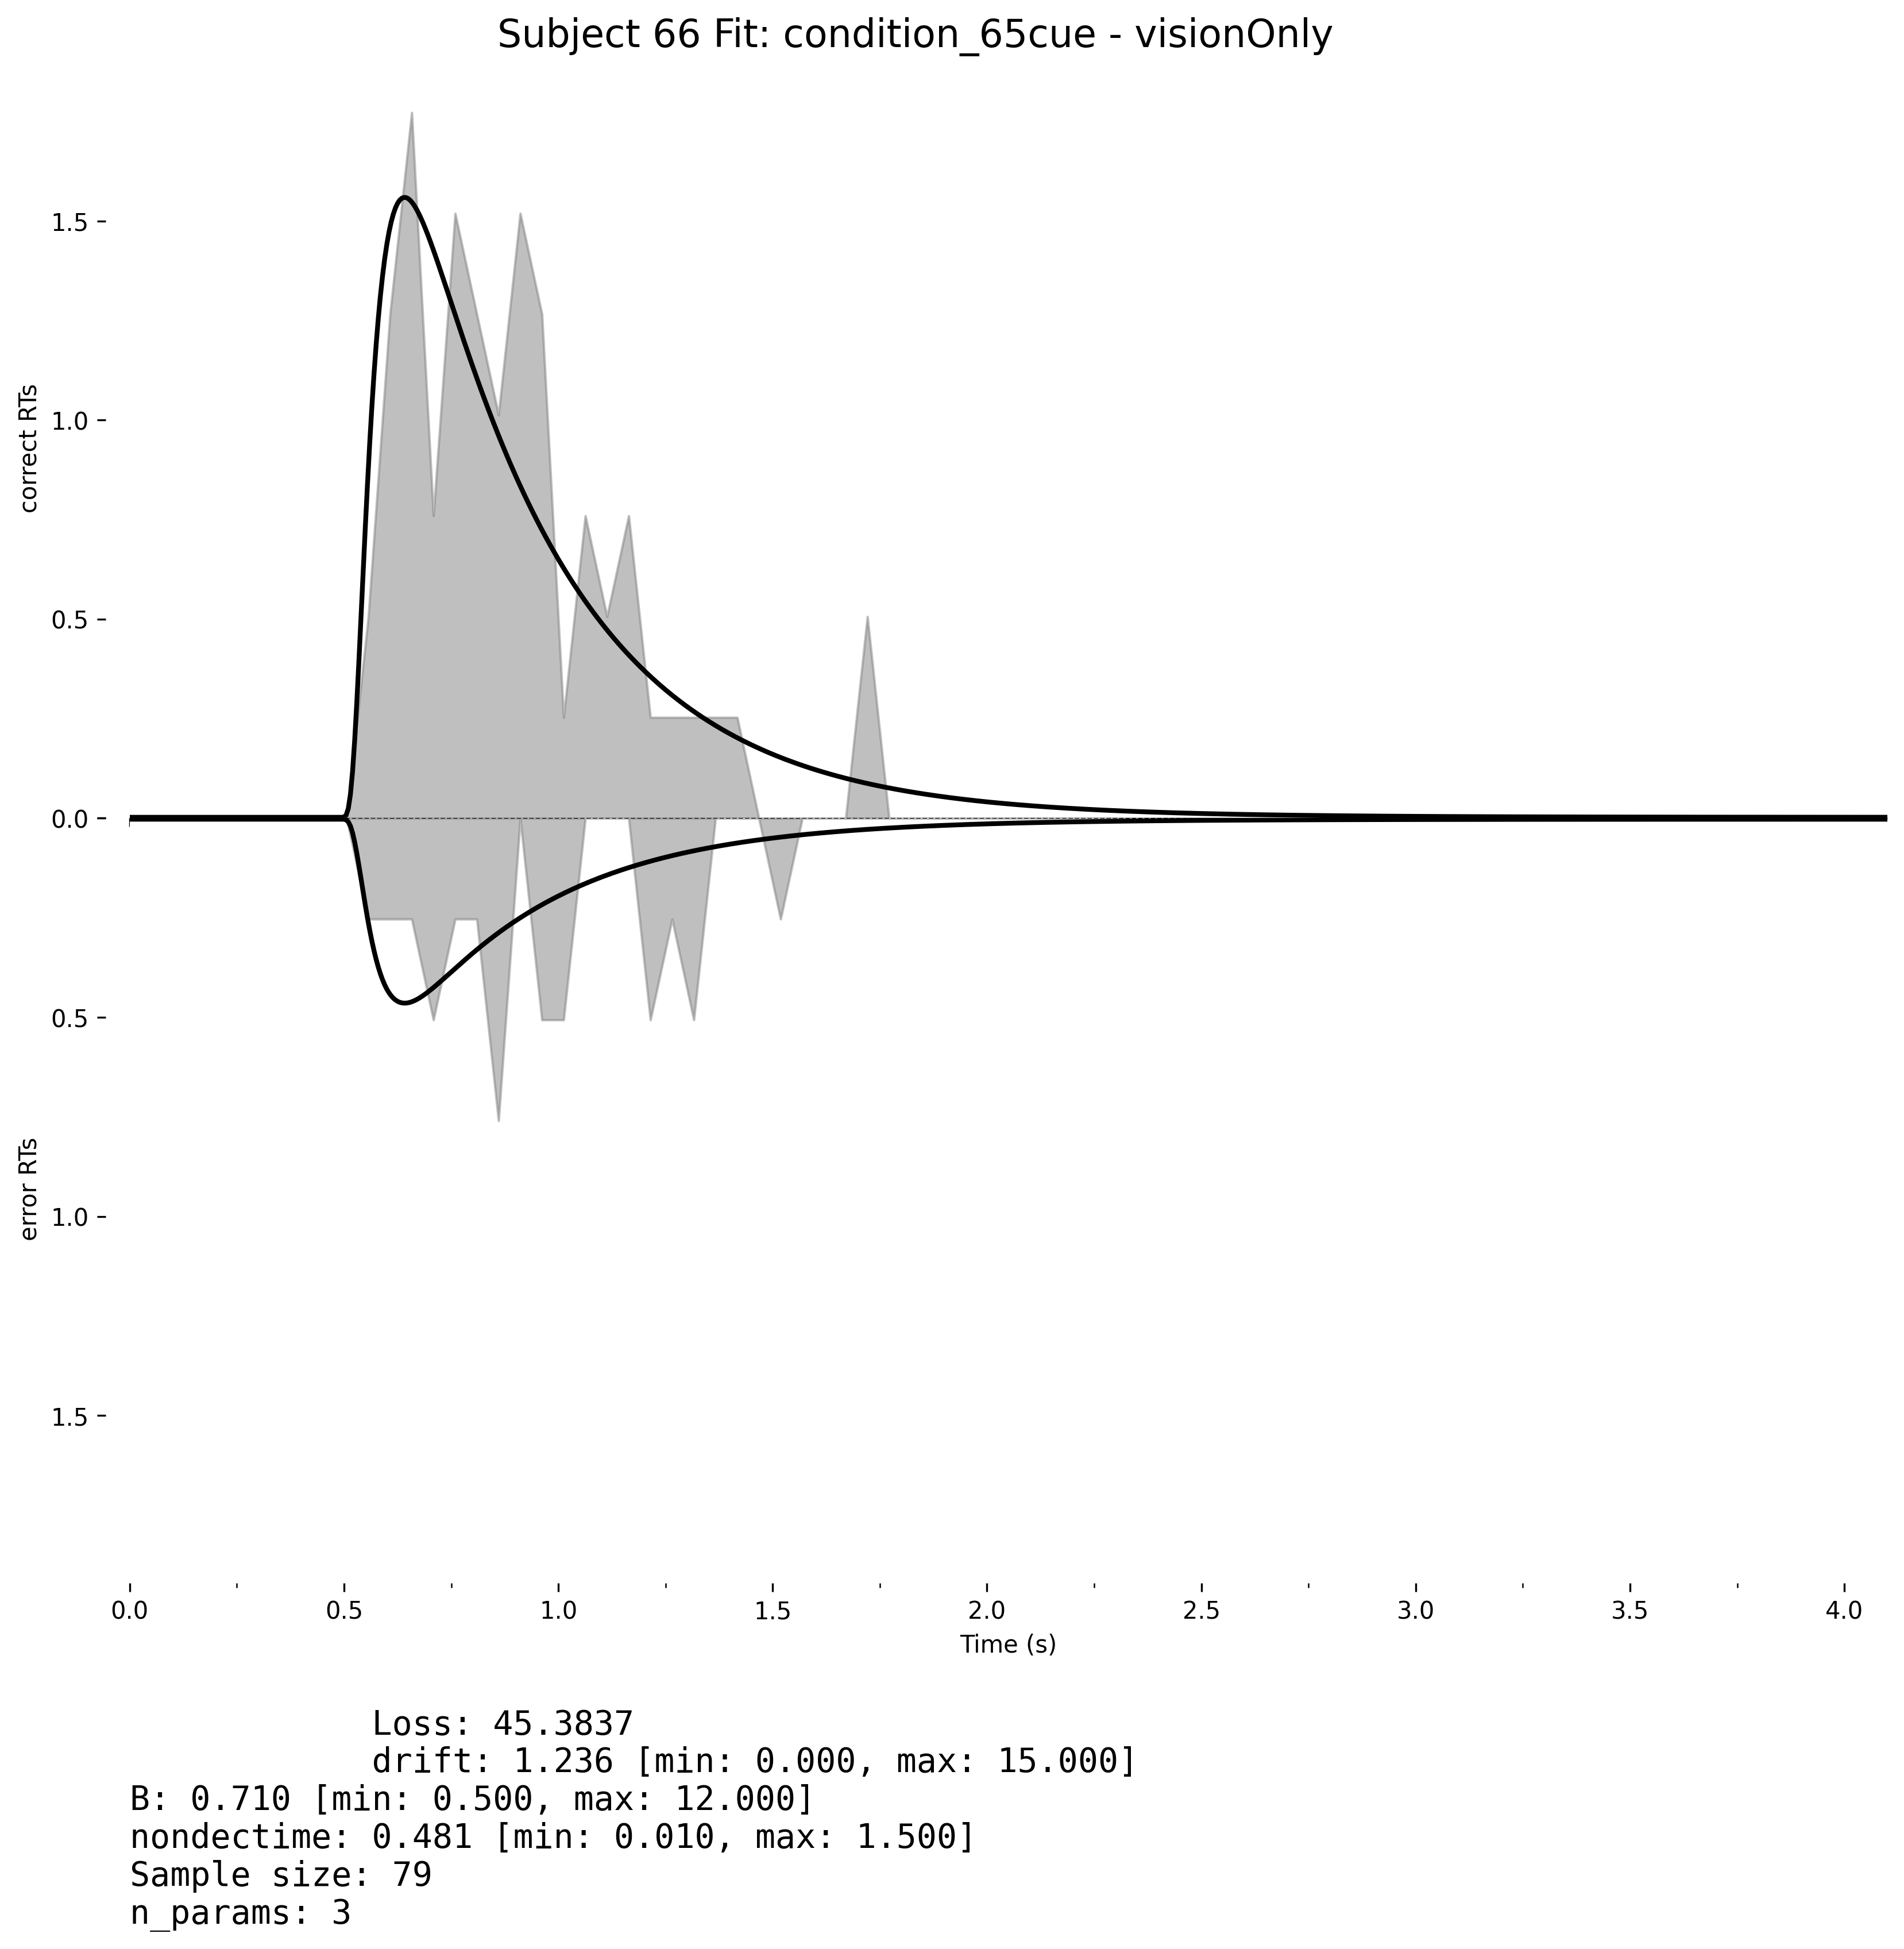 Subject 66 Fit: condition_65cue - visionOnly
correct RTs
1.5
1.0
0.5
0.0
error RTs
0.5
1.0
1.5
0.0 0.5 1.0 1.5 2.0 2.5 3.0 3.5 4.0
Time (s)
Loss: 45.3837
drift: 1.236 [min: 0.000, max: 15.000]
B: 0.710 [min: 0.500, max: 12.000]
nondectime: 0.481 [min: 0.010, max: 1.500]
Sample size: 79
n_params: 3